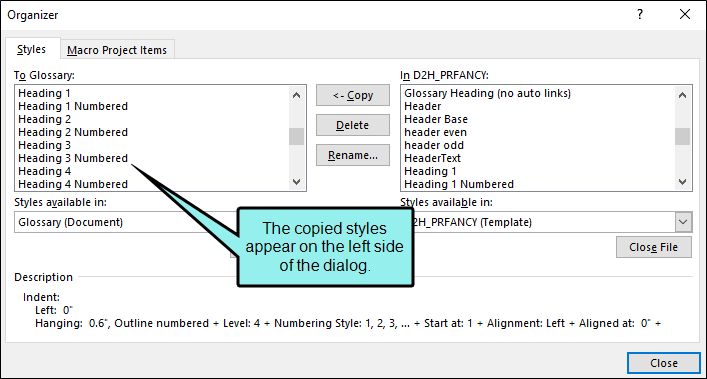 Organizer
?
Styles
Macro Project Items
To Glossary:
Heading 1
Heading 1 Numbered
Heading 2
Heading 2 Numbered
Heading 3
Heading 3 Numbered
Heading 4
Heading 4 Numbered
<- Copy
Delete
Rename...
In D2H_PRFANCY:
Glossary Heading (no auto links)
Header
Header Base
header even
header odd
HeaderText
Heading 1
Heading 1 Numbered
Styles available in:
Glossary (Document)
Styles available in:
2H_PRFANCY (Template)
Close File
The copied styles
appear on the left side
of the dialog.
Description
Indent:
Left: 0"
Hanging: 0.6", Outline numbered + Level: 4 + Numbering Style: 1, 2, 3, ... + Start at: 1 + Alignment: Left + Aligned at: 0" +
Close